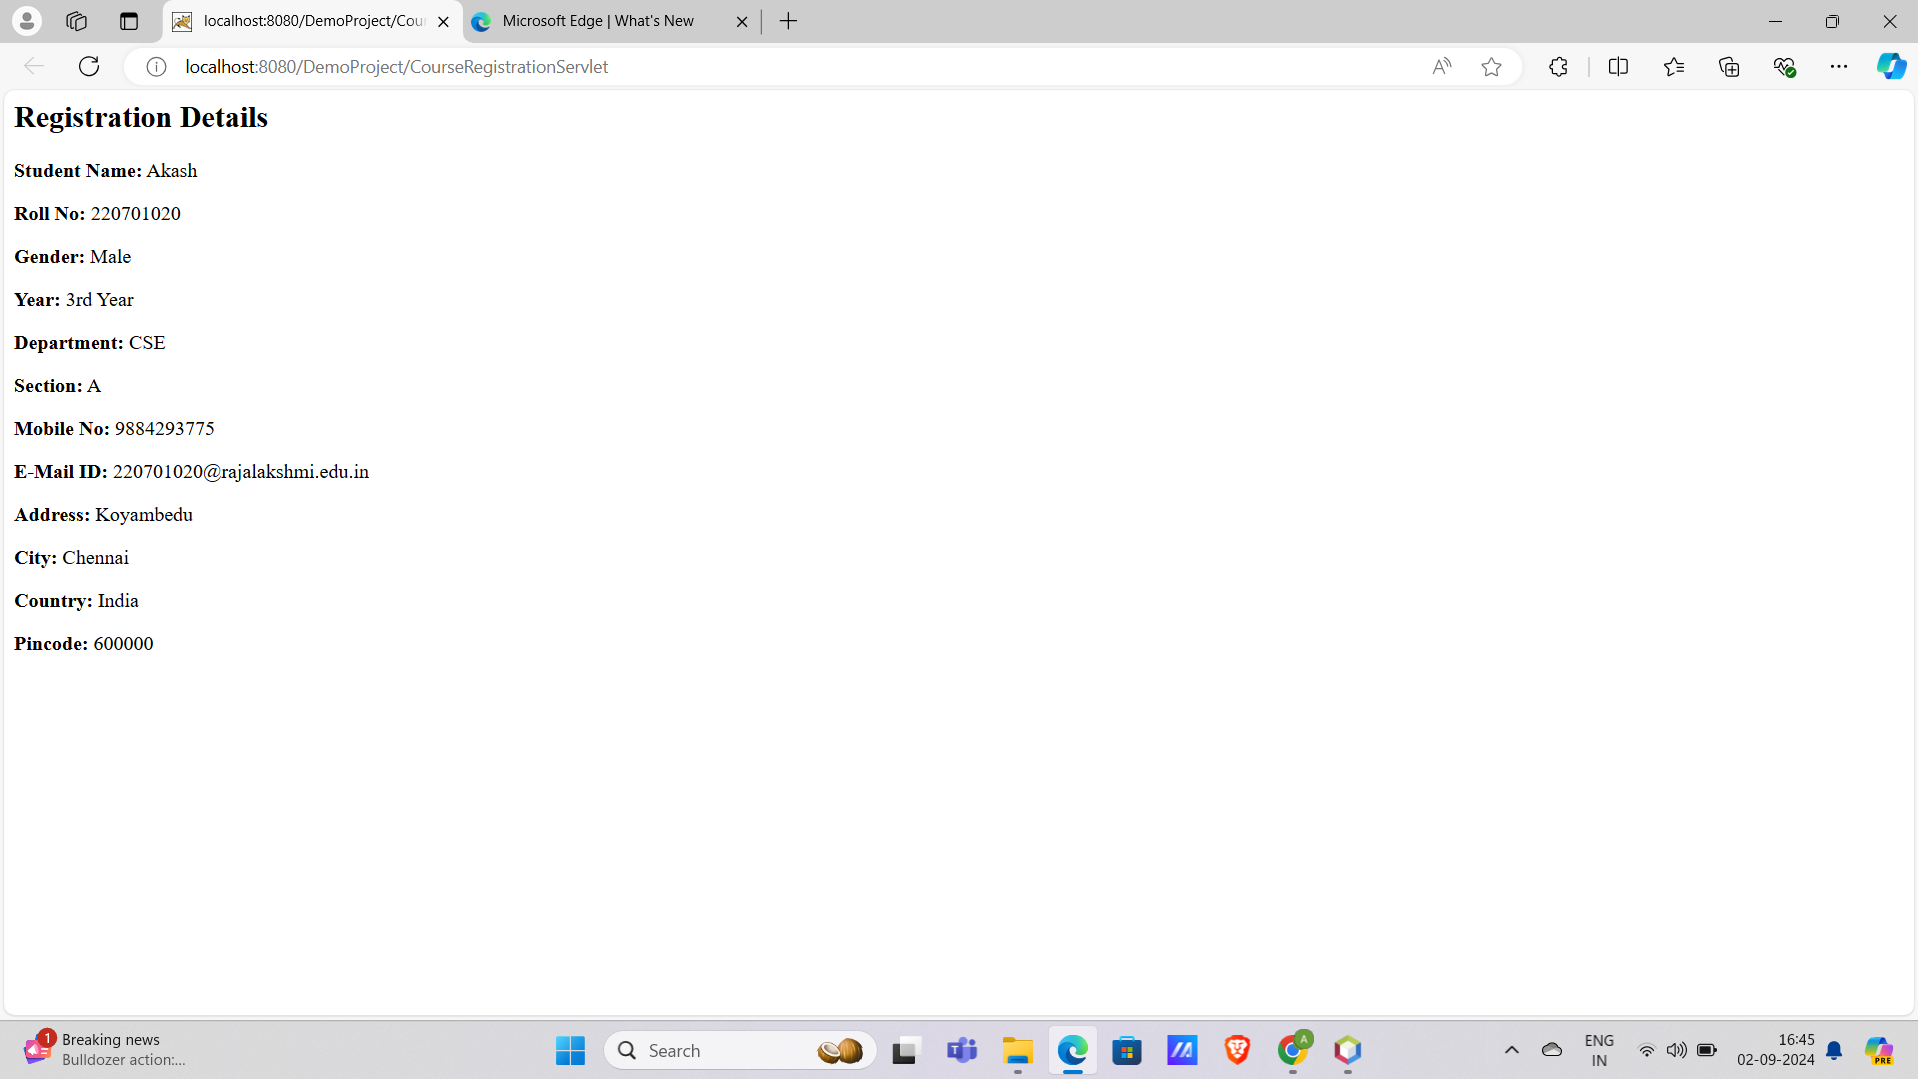 localhost:8080/DemoProject/Cour
Microsoft Edge | What's New
localhost:8080/DemoProject/CourseRegistrationServlet
Registration Details
Student Name: Akash
Roll No: 220701020
Gender: Male
Year: 3rd Year
Department: CSE
Section: A
Mobile No: 9884293775
E-Mail ID: 220701020@rajalakshmi.edu.in
Address: Koyambedu
City: Chennai
Country: India
Pincode: 600000
1
Breaking news
Bulldozer action:...
Search
A
ENG
IN
16:45
02-09-2024
PRE